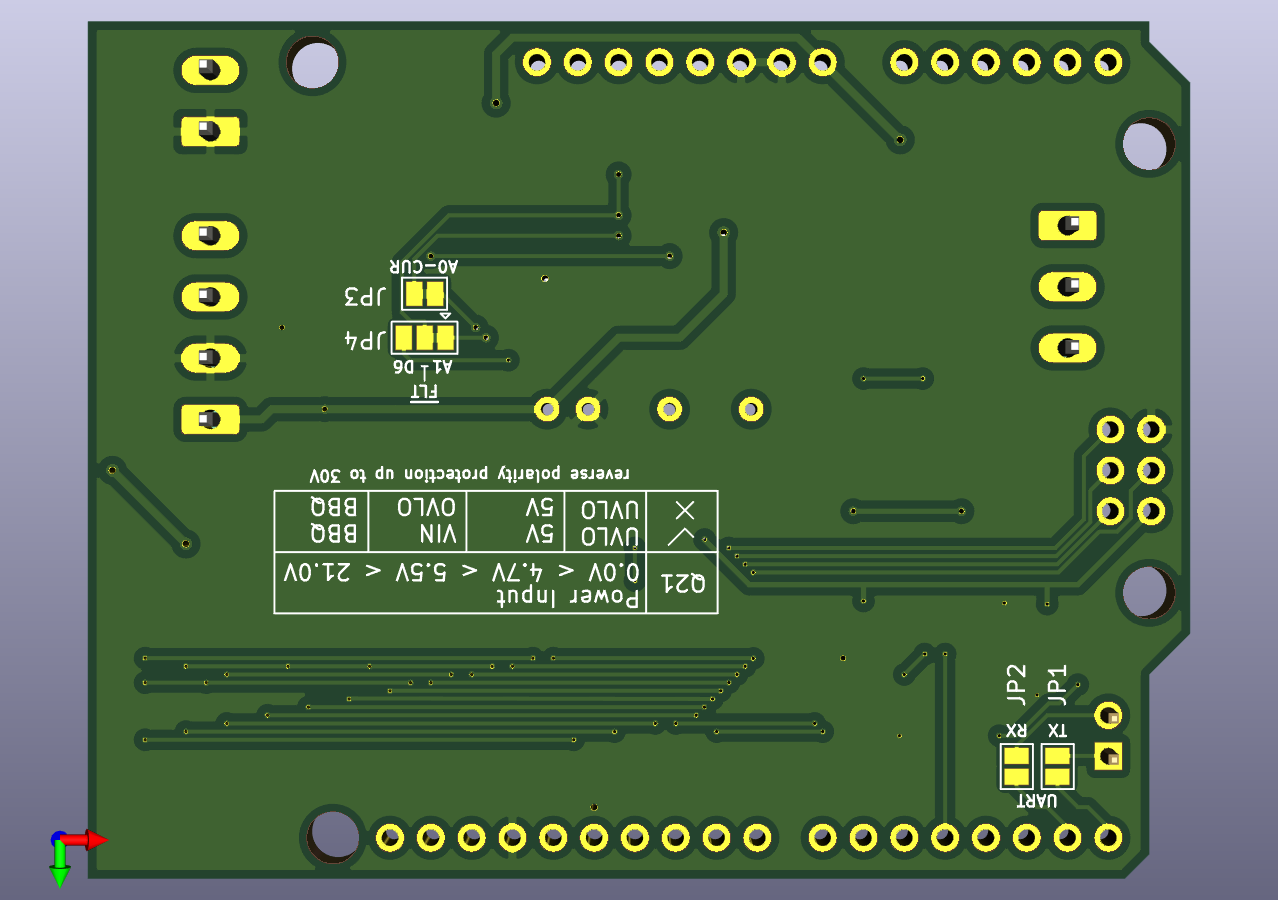 A0-CUR
JP3
JP4
A1 D6
FLT
Q21
Power Input
0.0V < 4.7V < 5.5V < 21.0V
✓ UVLO 5V VIN BBQ
X UVLO 5V OVLO BBQ
reverse polarity protection up to 30V
JP2 JP1
RX TX
UART